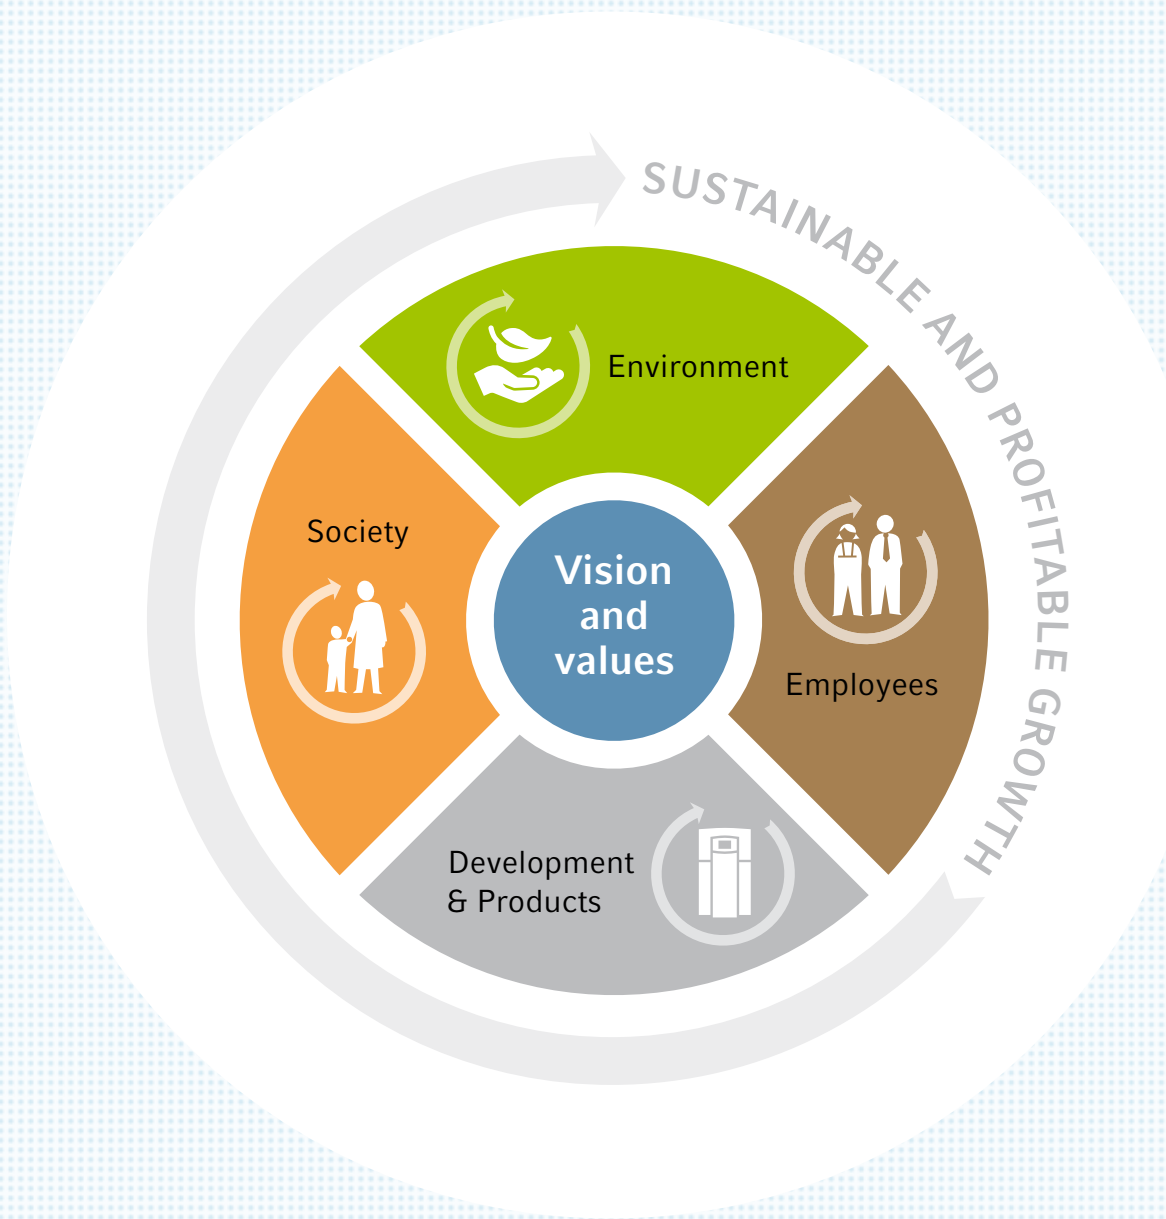 SUSTAINABLE AND PROFITABLE GROWTH
Environment
Society
Vision
and
values
Employees
Development
& Products